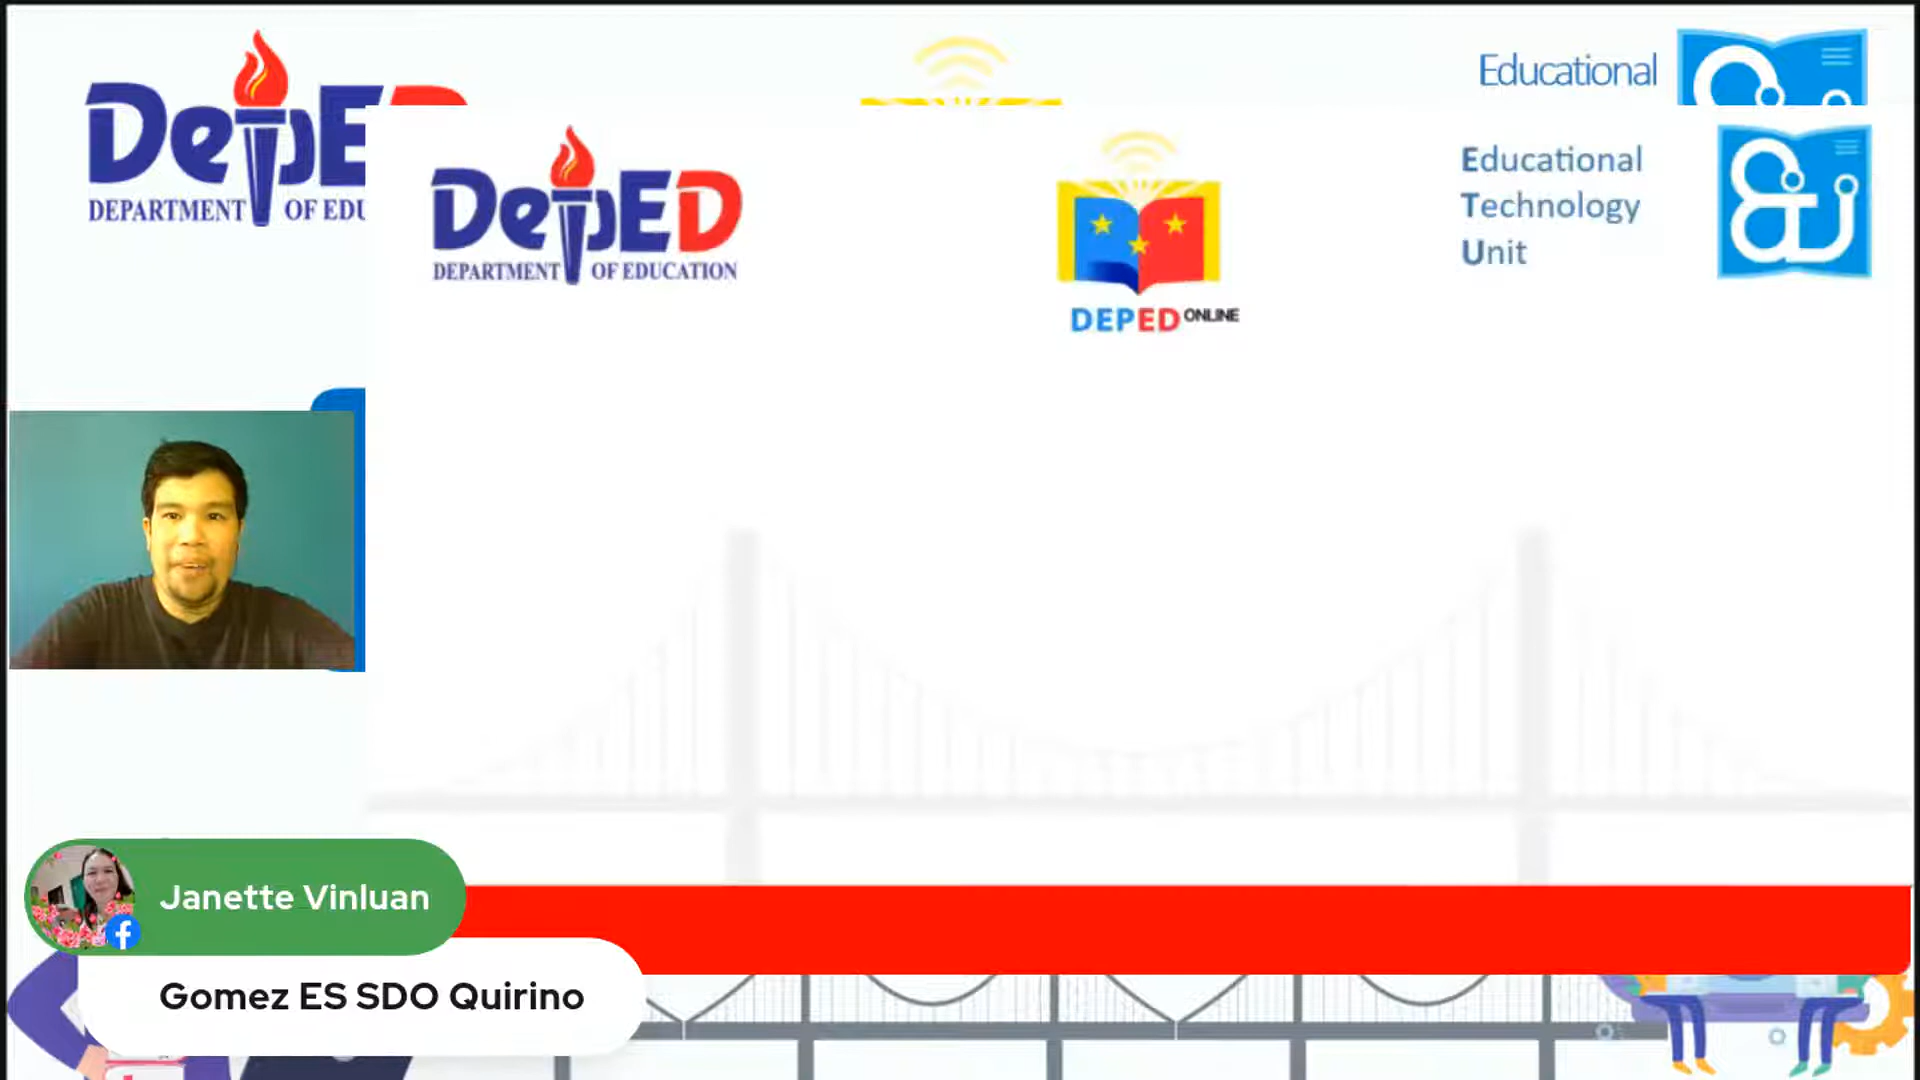 DepED
DEPARTMENT OF EDU
Educational
DepED
DEPARTMENT OF EDUCATION
DEPED ONLINE
Educational
Technology
Unit
Janette Vinluan
Gomez ES SDO Quirino